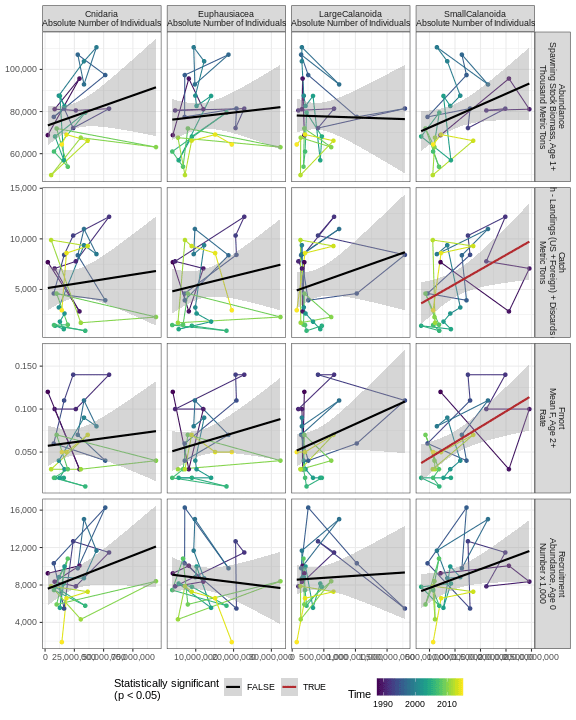 Cnidaria
Absolute Number of Individuals
Euphausiacea
Absolute Number of Individuals
LargeCalanoida
Absolute Number of Individuals
SmallCalanoida
Absolute Number of Individuals
100,000
80,000
60,000
Abundance
Spawning Stock Biomass, Age 1+
Thousand Metric Tons
15,000
10,000
5,000
Catch
h - Landings (US +Foreign) + Discards
Metric Tons
0.150
0.100
0.050
Fmort
Mean F, Age 2+
Rate
16,000
12,000
8,000
4,000
Recruitment
Abundance, Age 0
Number x 1,000
0
Statistically significant
(p < 0.05)
FALSE
TRUE
Time
1990 2000 2010